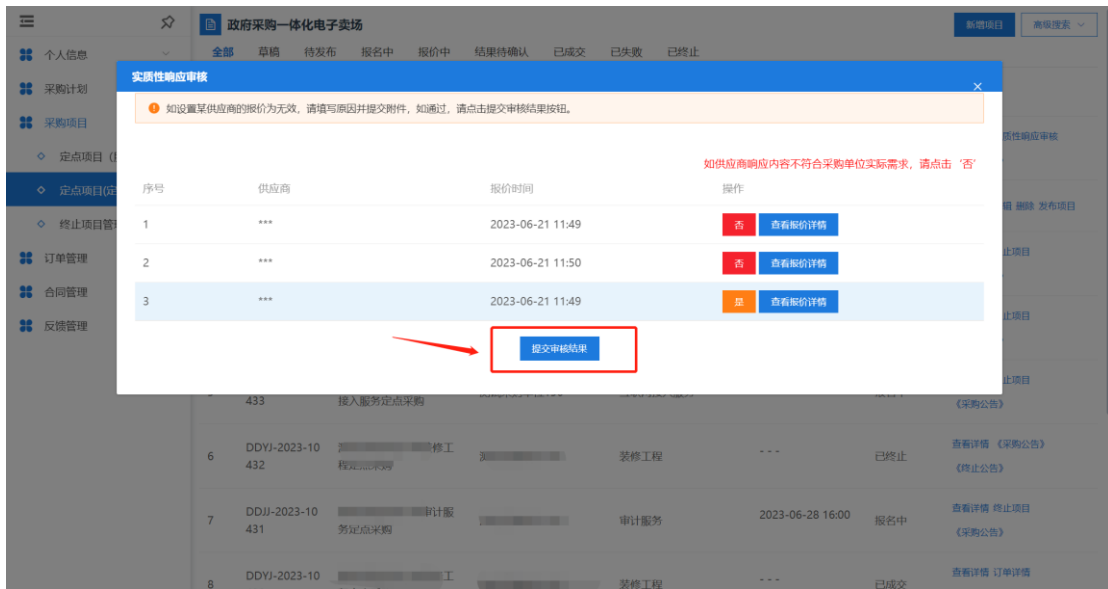 政府采购一体化电子卖场
新增项目
高级搜索
全部 草稿 待发布 报名中 报价中 结果待确认 已成交 已失败 已终止
个人信息
采购计划
采购项目
定点项目
定点项目(定
终止项目管
订单管理
合同管理
反馈管理
实质性响应审核
如设置某供应商的报价为无效，请填写原因并提交附件，如通过，请点击提交审核结果按钮。
如供应商响应内容不符合采购单位实际需求，请点击‘否’
序号 供应商 报价时间 操作
1 *** 2023-06-21 11:49 否 查看报价详情
2 *** 2023-06-21 11:50 否 查看报价详情
3 *** 2023-06-21 11:49 是 查看报价详情
提交审核结果
质性响应审核
删除 发布项目
止项目
止项目
止项目
433
接入服务定点采购
《采购公告》
6 DDYJ-2023-10
432
修工
装修工程 - - - 已终止
查看详情 《采购公告》
《终止公告》
7 DDJJ-2023-10
431
审计服
务定点采购
审计服务 2023-06-28 16:00 报名中
查看详情 终止项目
《采购公告》
8 DDYJ-2023-10
工
装修工程 - - - 已成交
查看详情 订单详情